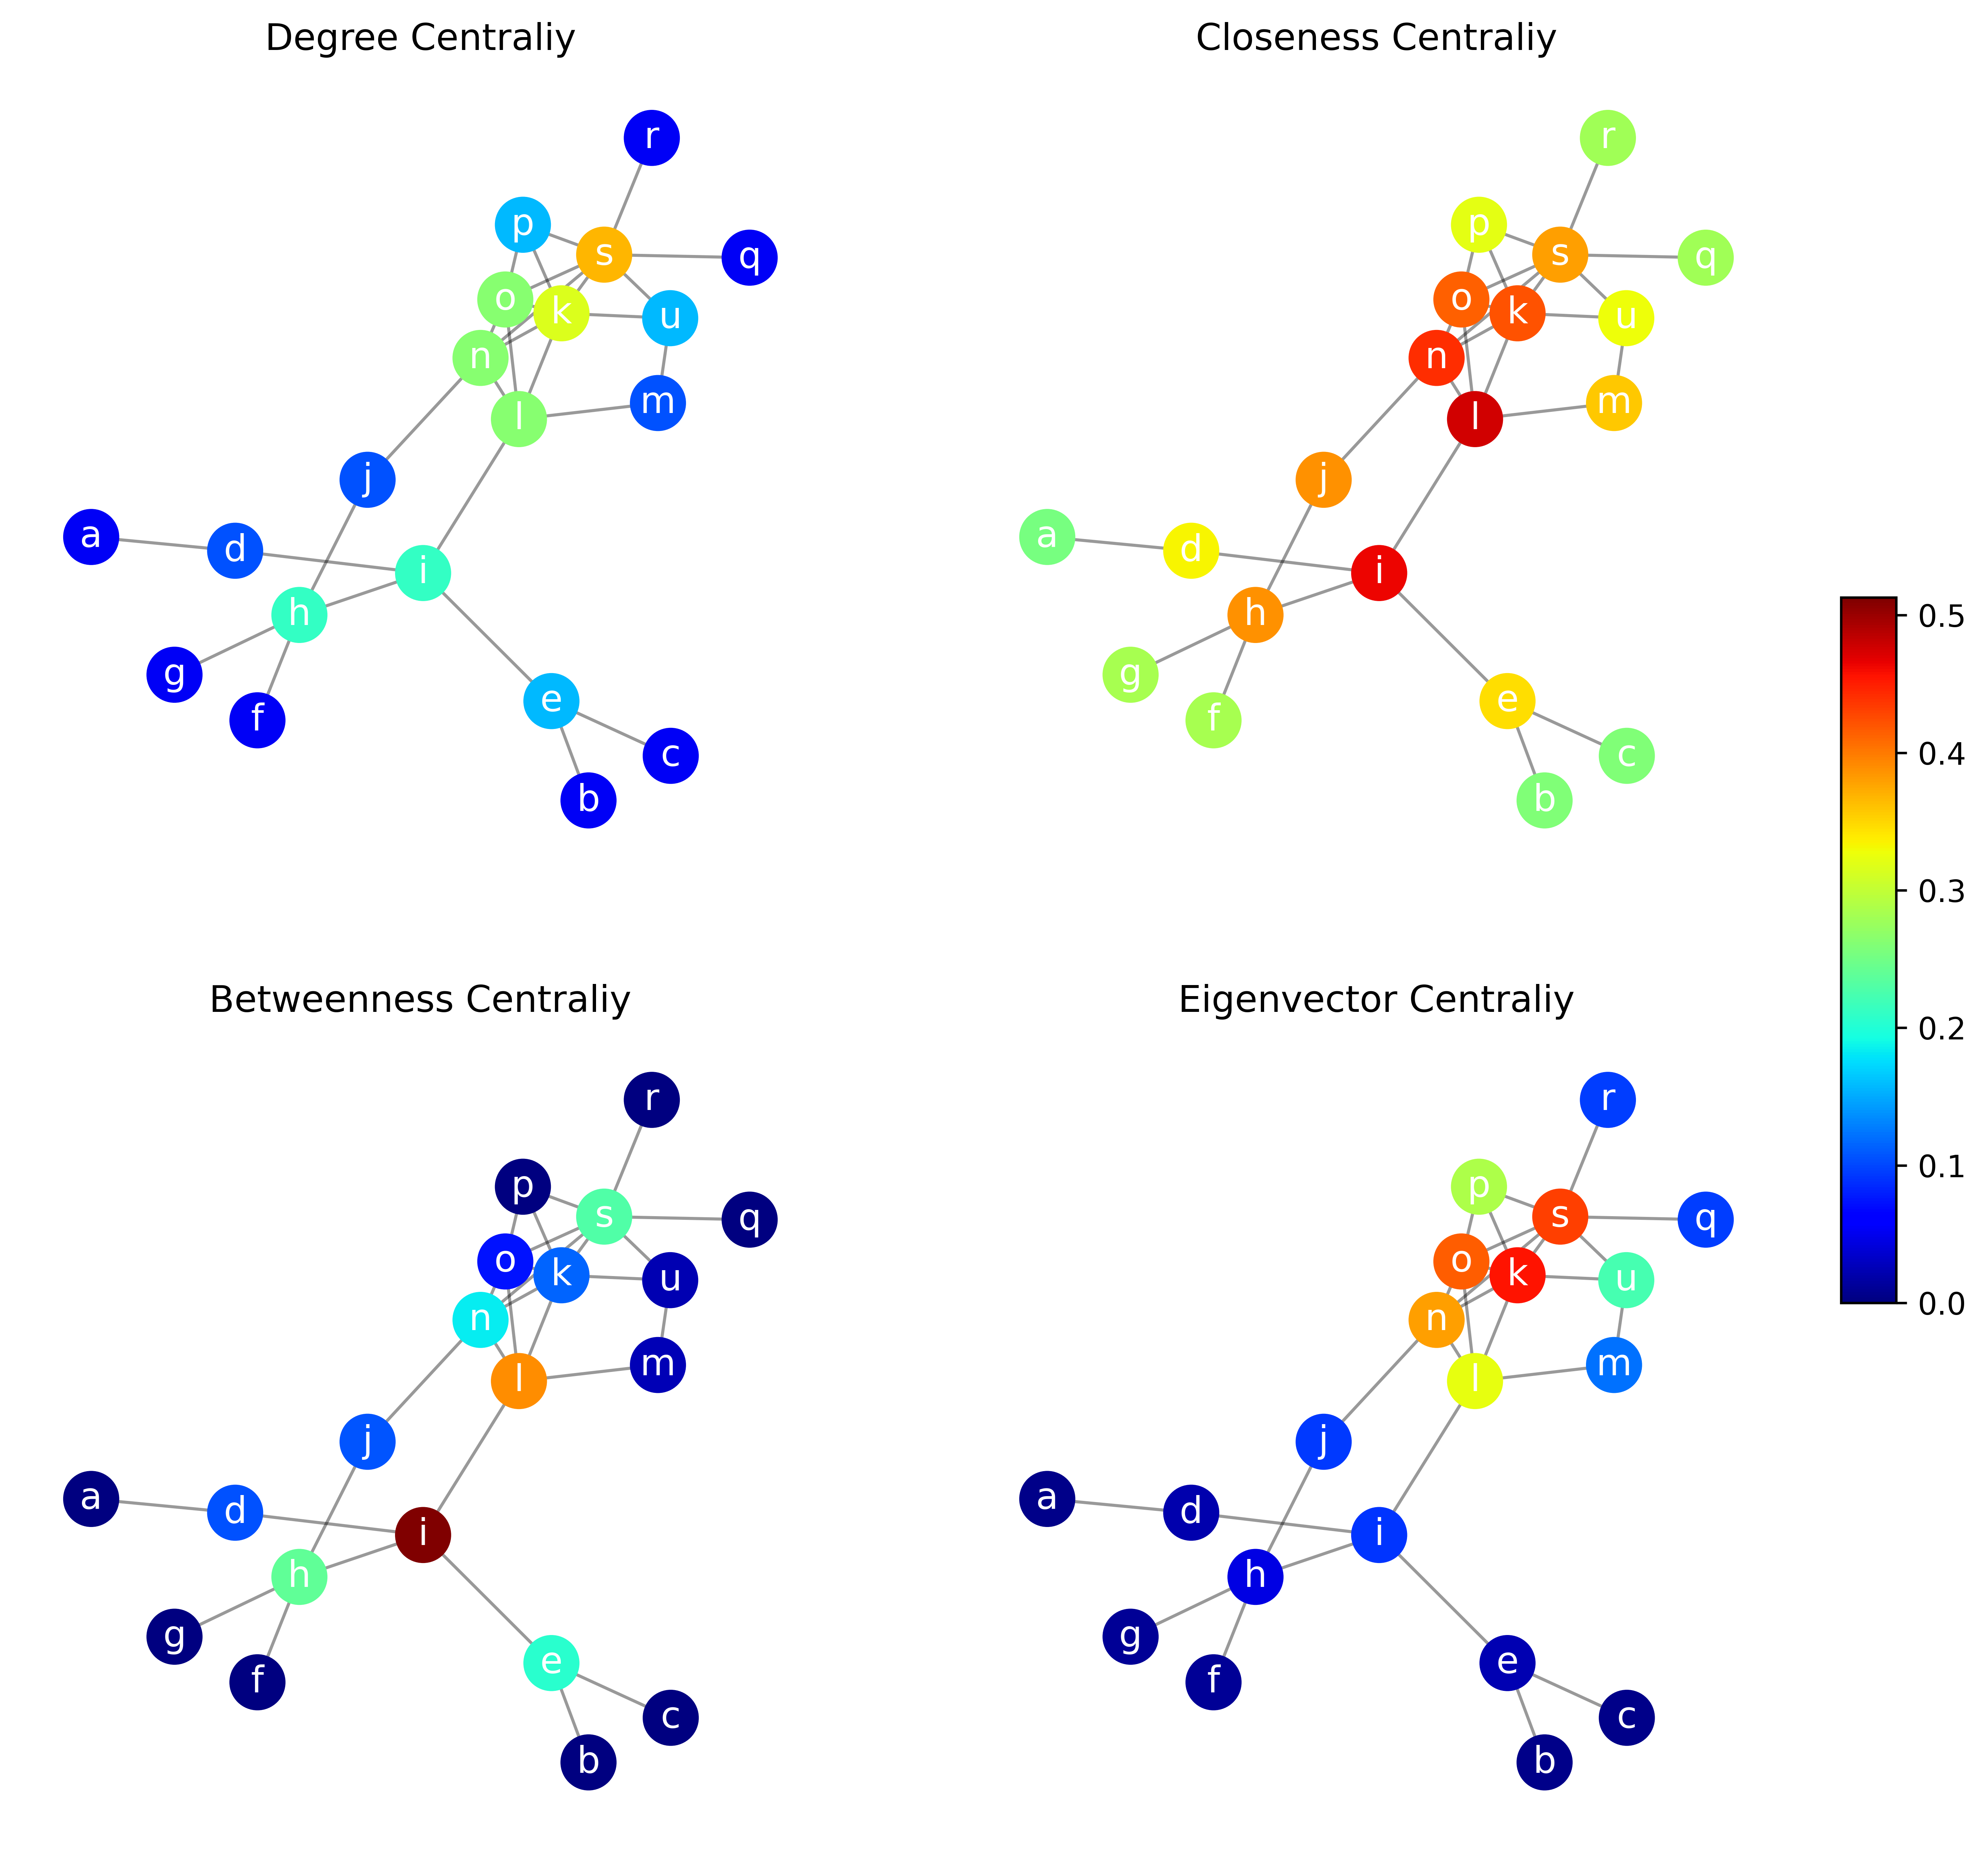 Degree Centraliy
r
p
s
q
o
k
u
n
m
l
j
a
d
i
h
g
e
f
c
b
Closeness Centraliy
r
p
s
q
o
k
u
n
m
l
j
a
d
i
h
g
e
f
c
b
Betweenness Centraliy
r
p
s
q
o
k
u
n
m
l
j
a
d
i
h
g
e
f
c
b
Eigenvector Centraliy
r
p
s
q
o
k
u
n
m
l
j
a
d
i
h
g
e
f
c
b
0.5
0.4
0.3
0.2
0.1
0.0